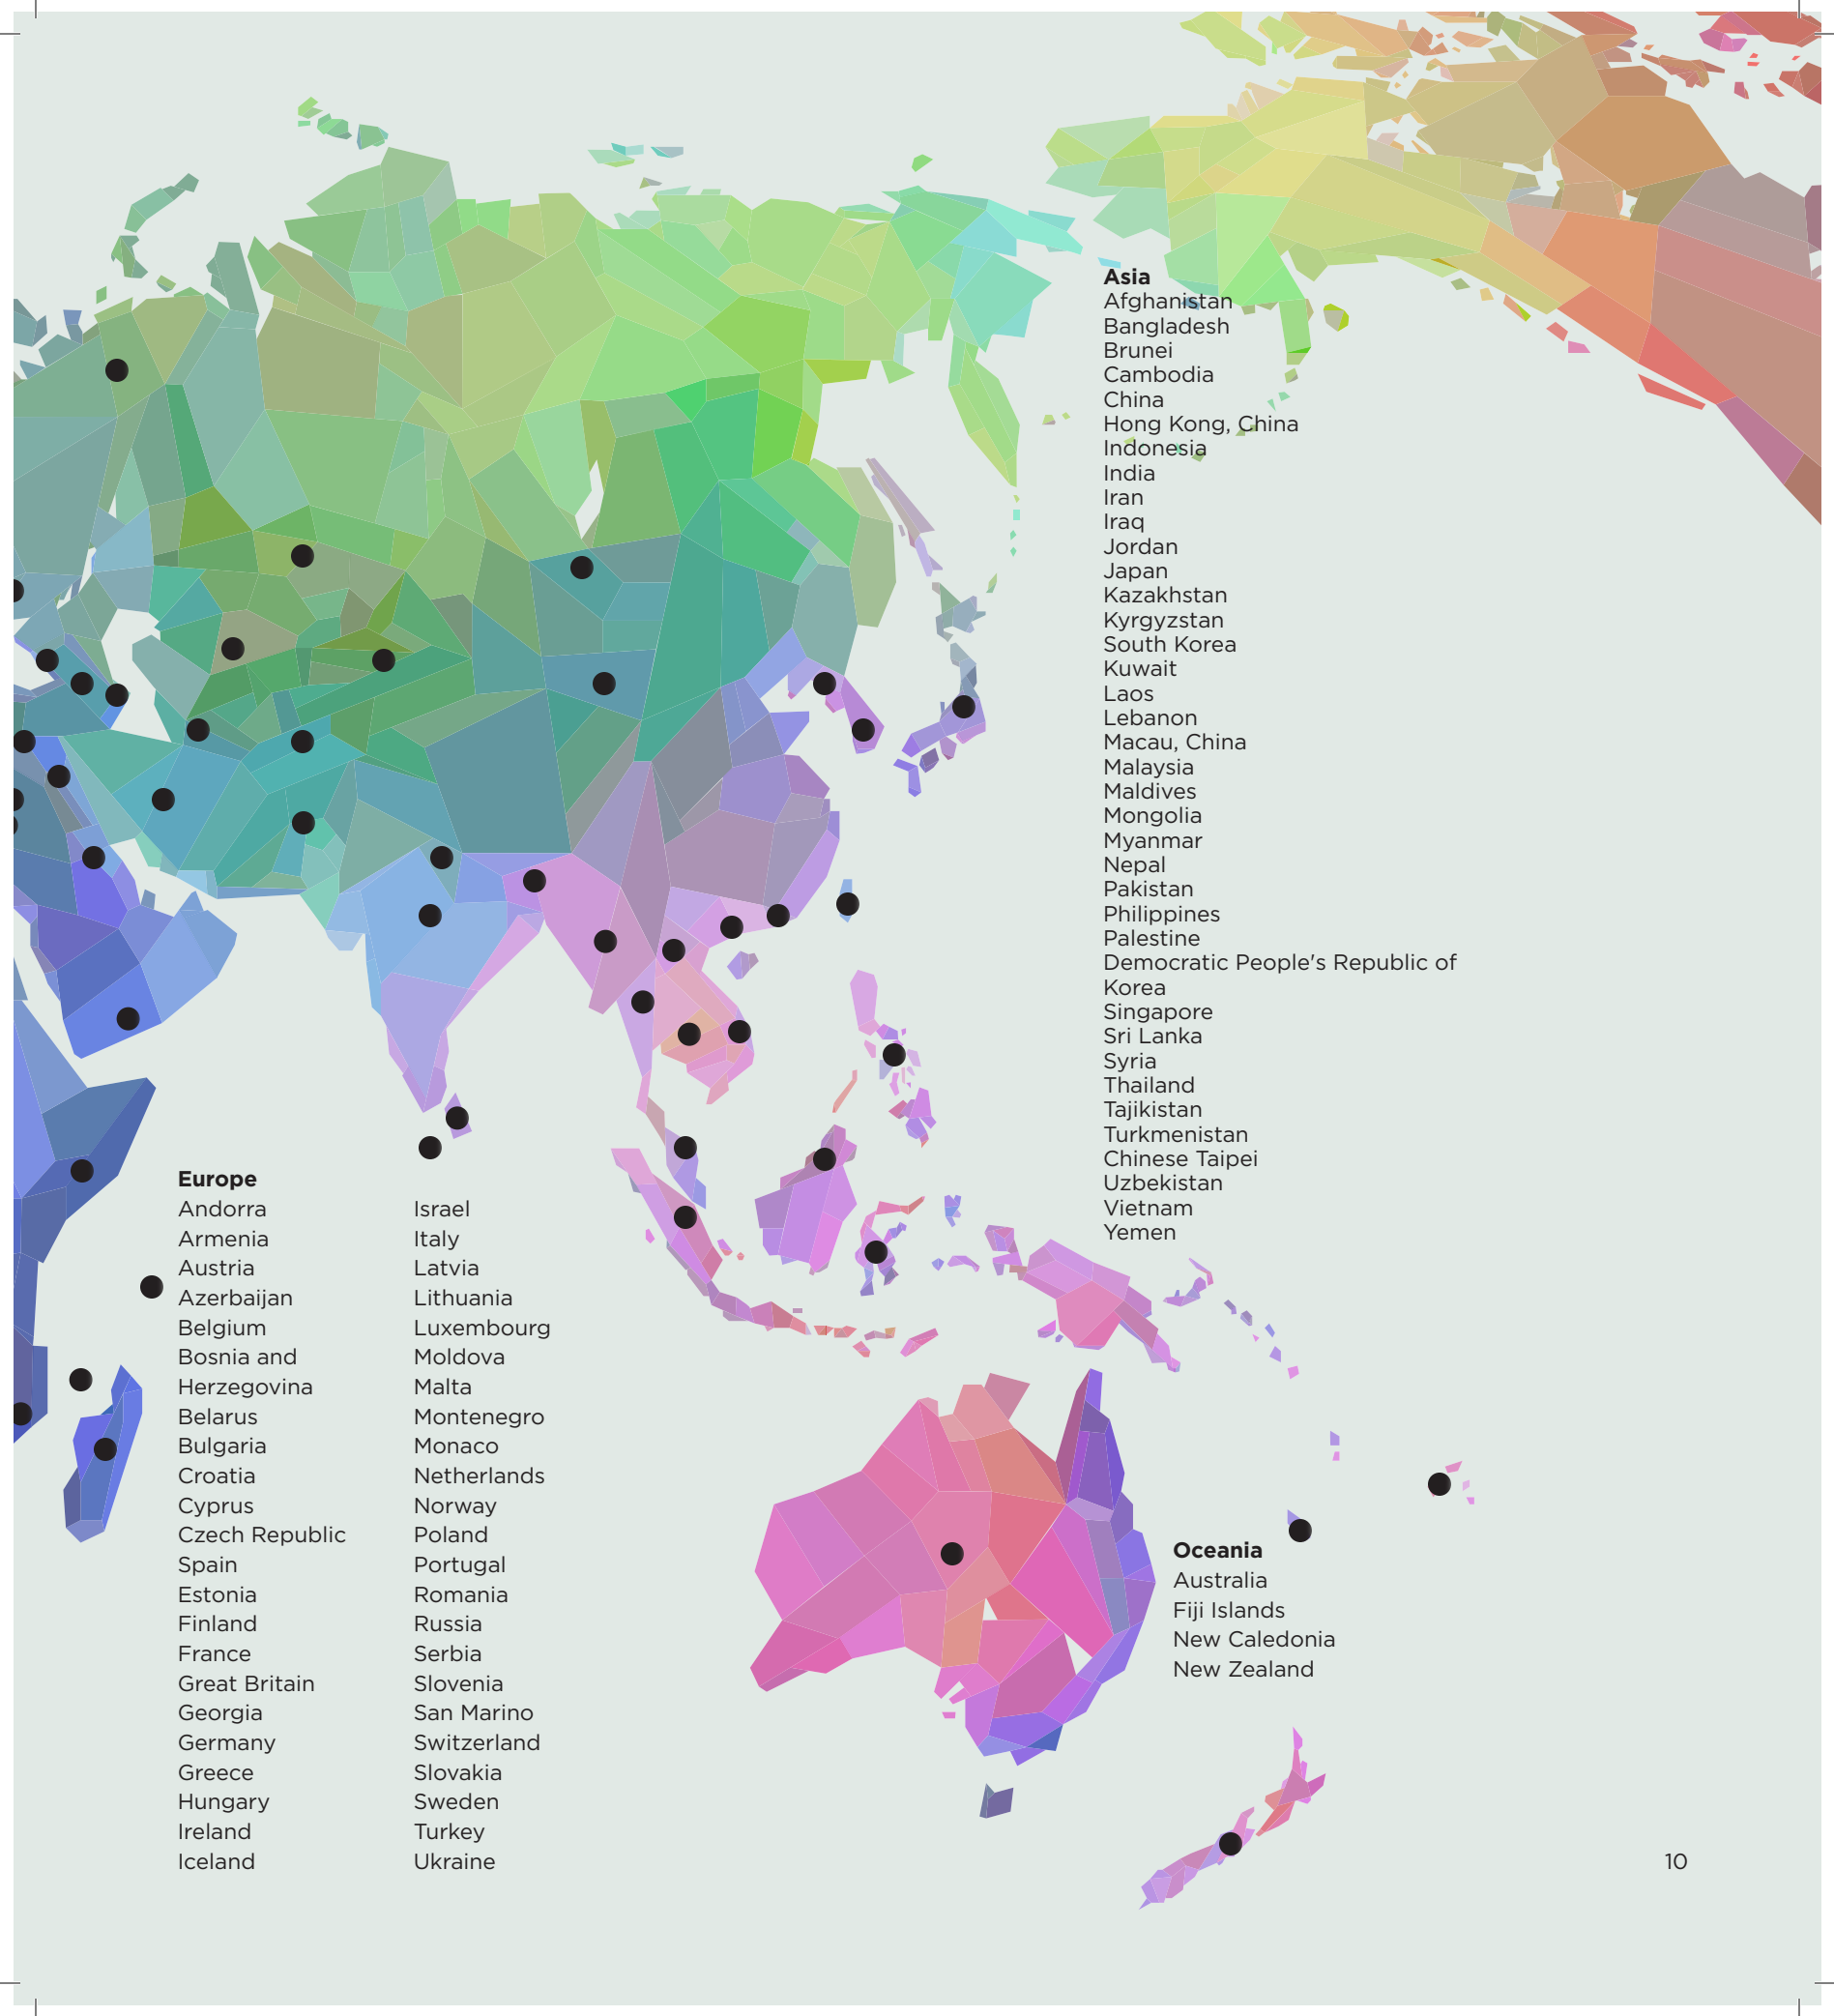 Asia
Afghanistan
Bangladesh
Brunei
Cambodia
China
Hong Kong, China
Indonesia
India
Iran
Iraq
Jordan
Japan
Kazakhstan
Kyrgyzstan
South Korea
Kuwait
Laos
Lebanon
Macau, China
Malaysia
Maldives
Mongolia
Myanmar
Nepal
Pakistan
Philippines
Palestine
Democratic People's Republic of
Korea
Singapore
Sri Lanka
Syria
Thailand
Tajikistan
Turkmenistan
Chinese Taipei
Uzbekistan
Vietnam
Yemen
Europe
Andorra
Armenia
Austria
Azerbaijan
Belgium
Bosnia and
Herzegovina
Belarus
Bulgaria
Croatia
Cyprus
Czech Republic
Spain
Estonia
Finland
France
Great Britain
Georgia
Germany
Greece
Hungary
Ireland
Iceland
Israel
Italy
Latvia
Lithuania
Luxembourg
Moldova
Malta
Montenegro
Monaco
Netherlands
Norway
Poland
Portugal
Romania
Russia
Serbia
Slovenia
San Marino
Switzerland
Slovakia
Sweden
Turkey
Ukraine
Oceania
Australia
Fiji Islands
New Caledonia
New Zealand
10